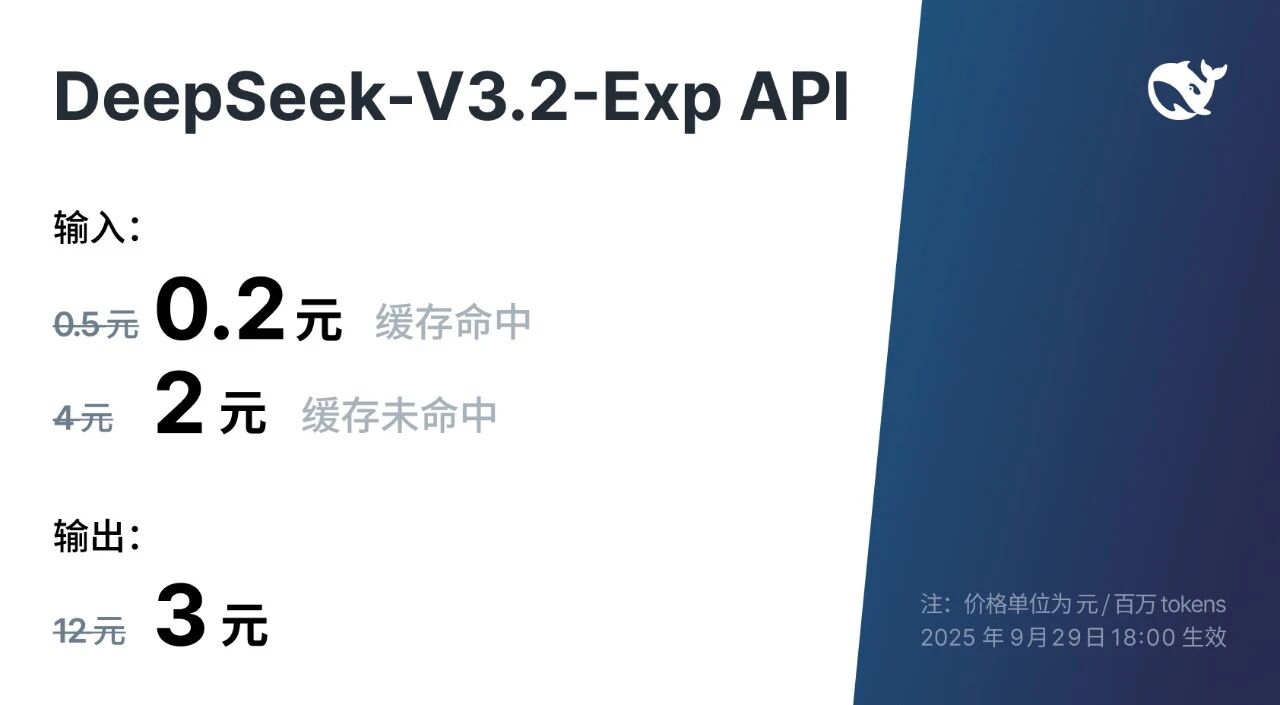 DeepSeek-V3.2-Exp API
输入：
0.5 元 0.2 元 缓存命中
4 元 2 元 缓存未命中
输出：
12 元 3 元
注：价格单位为 元 / 百万 tokens
2025 年 9 月 29 日 18:00 生效